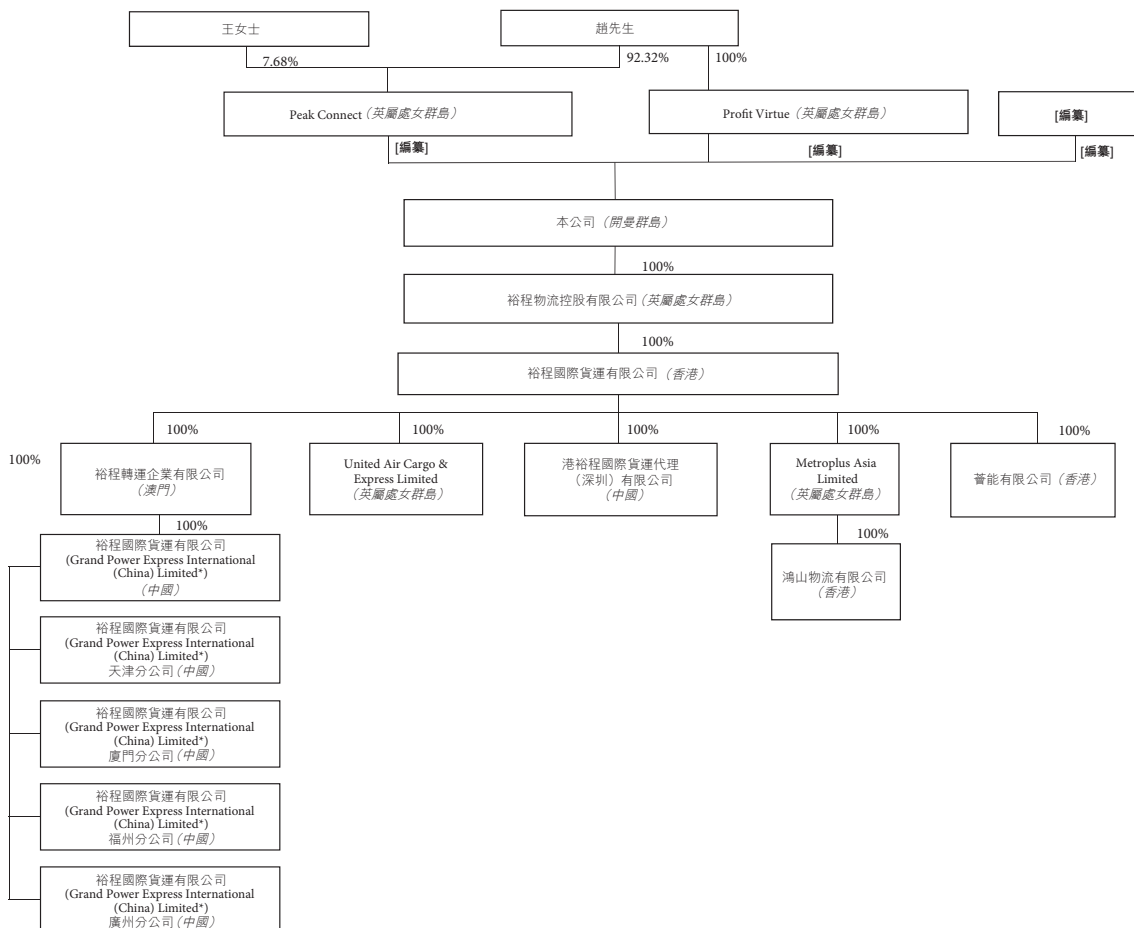 王女士
趙先生
7.68%
92.32%
100%
Peak Connect（英屬處女群島）
Profit Virtue（英屬處女群島）
[編纂]
[編纂]
[編纂]
[編纂]
本公司（開曼群島）
100%
裕程物流控股有限公司（英屬處女群島）
100%
裕程國際貨運有限公司（香港）
100%
100%
100%
100%
100%
100%
裕程轉運企業有限公司
（澳門）
United Air Cargo &
Express Limited
（英屬處女群島）
港裕程國際貨運代理
（深圳）有限公司
（中國）
Metroplus Asia
Limited
（英屬處女群島）
薈能有限公司（香港）
100%
裕程國際貨運有限公司
(Grand Power Express International
(China) Limited*)
（中國）
100%
鴻山物流有限公司
（香港）
裕程國際貨運有限公司
(Grand Power Express International
(China) Limited*)
天津分公司（中國）
裕程國際貨運有限公司
(Grand Power Express International
(China) Limited*)
廈門分公司（中國）
裕程國際貨運有限公司
(Grand Power Express International
(China) Limited*)
福州分公司（中國）
裕程國際貨運有限公司
(Grand Power Express International
(China) Limited*)
廣州分公司（中國）